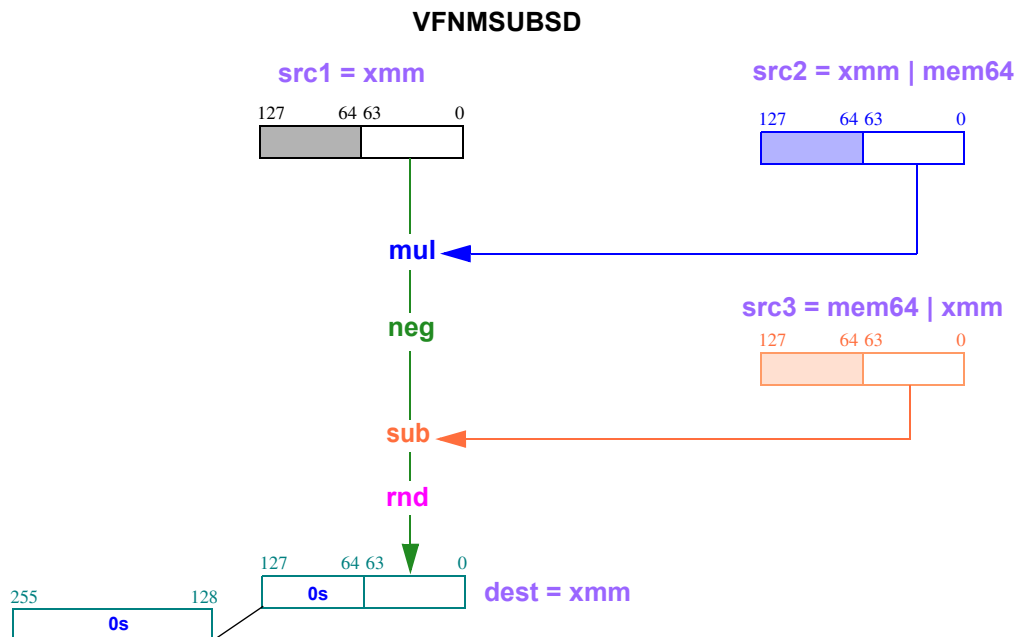 VFNMSUBSD
src1 = xmm
src2 = xmm | mem64
127 64 63 0
127 64 63 0
mul
src3 = mem64 | xmm
neg
127 64 63 0
sub
rnd
127 64 63 0
0s
dest = xmm
255 128
0s